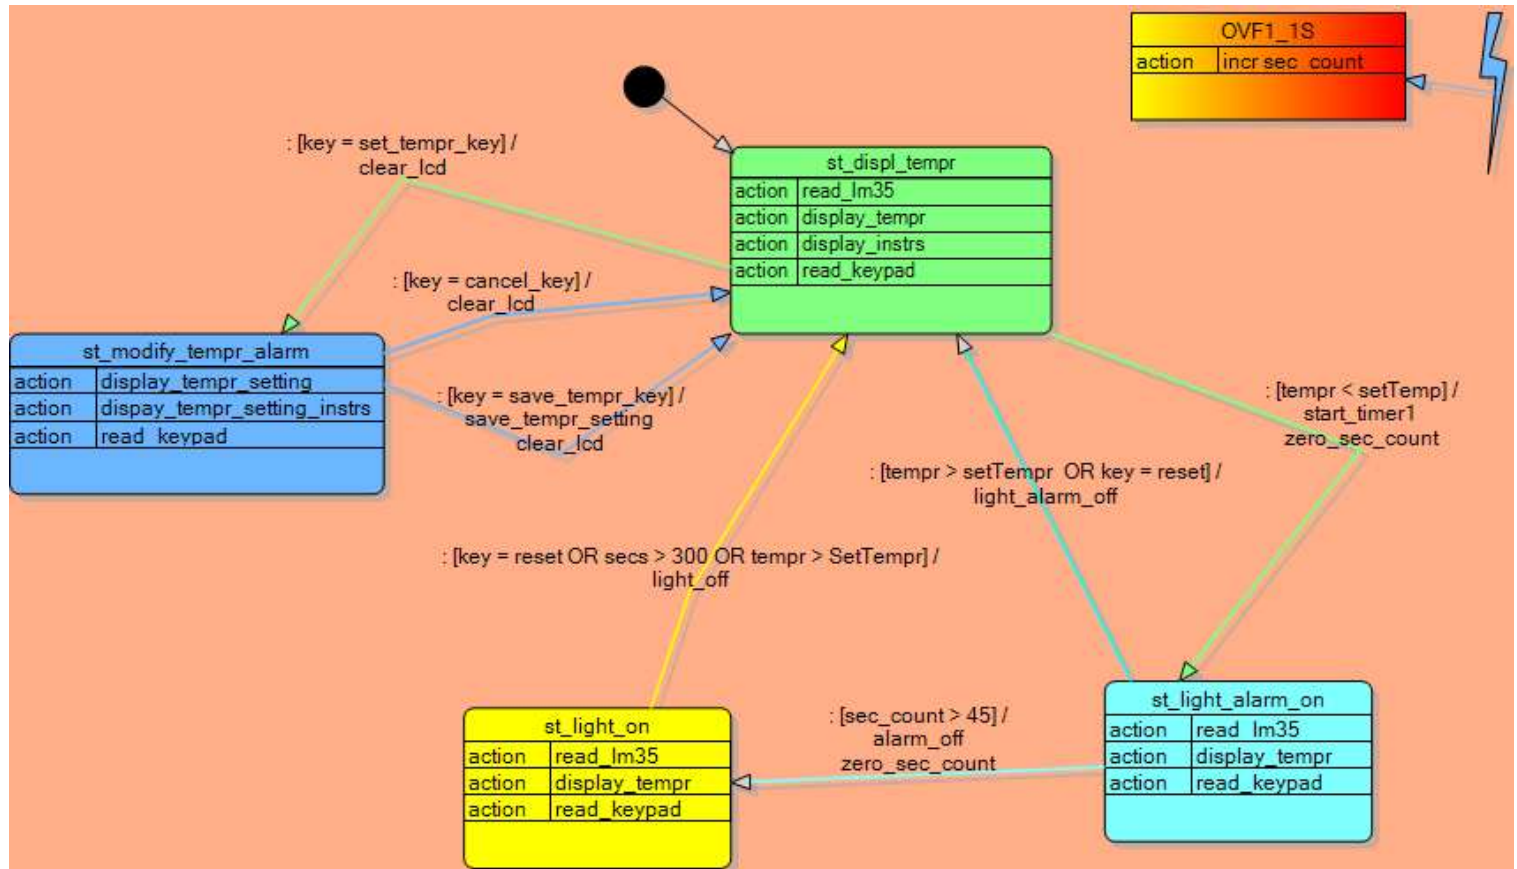 OVF1_1S
action incr sec_count
: [key = set_tempr_key] /
clear_lcd
st_displ_tempr
action read_lm35
action display_tempr
action display_instrs
action read_keypad
: [key = cancel_key] /
clear_lcd
st_modify_tempr_alarm
action display_tempr_setting
action dispay_tempr_setting_instrs
action read_keypad
: [key = save_tempr_key] /
save_tempr_setting
clear_lcd
: [tempr < setTemp] /
start_timer1
zero_sec_count
: [tempr > setTempr OR key = reset] /
light_alarm_off
: [key = reset OR secs > 300 OR tempr > SetTempr] /
light_off
st_light_on
action read_lm35
action display_tempr
action read_keypad
: [sec_count > 45] /
alarm_off
zero_sec_count
st_light_alarm_on
action read_lm35
action display_tempr
action read_keypad